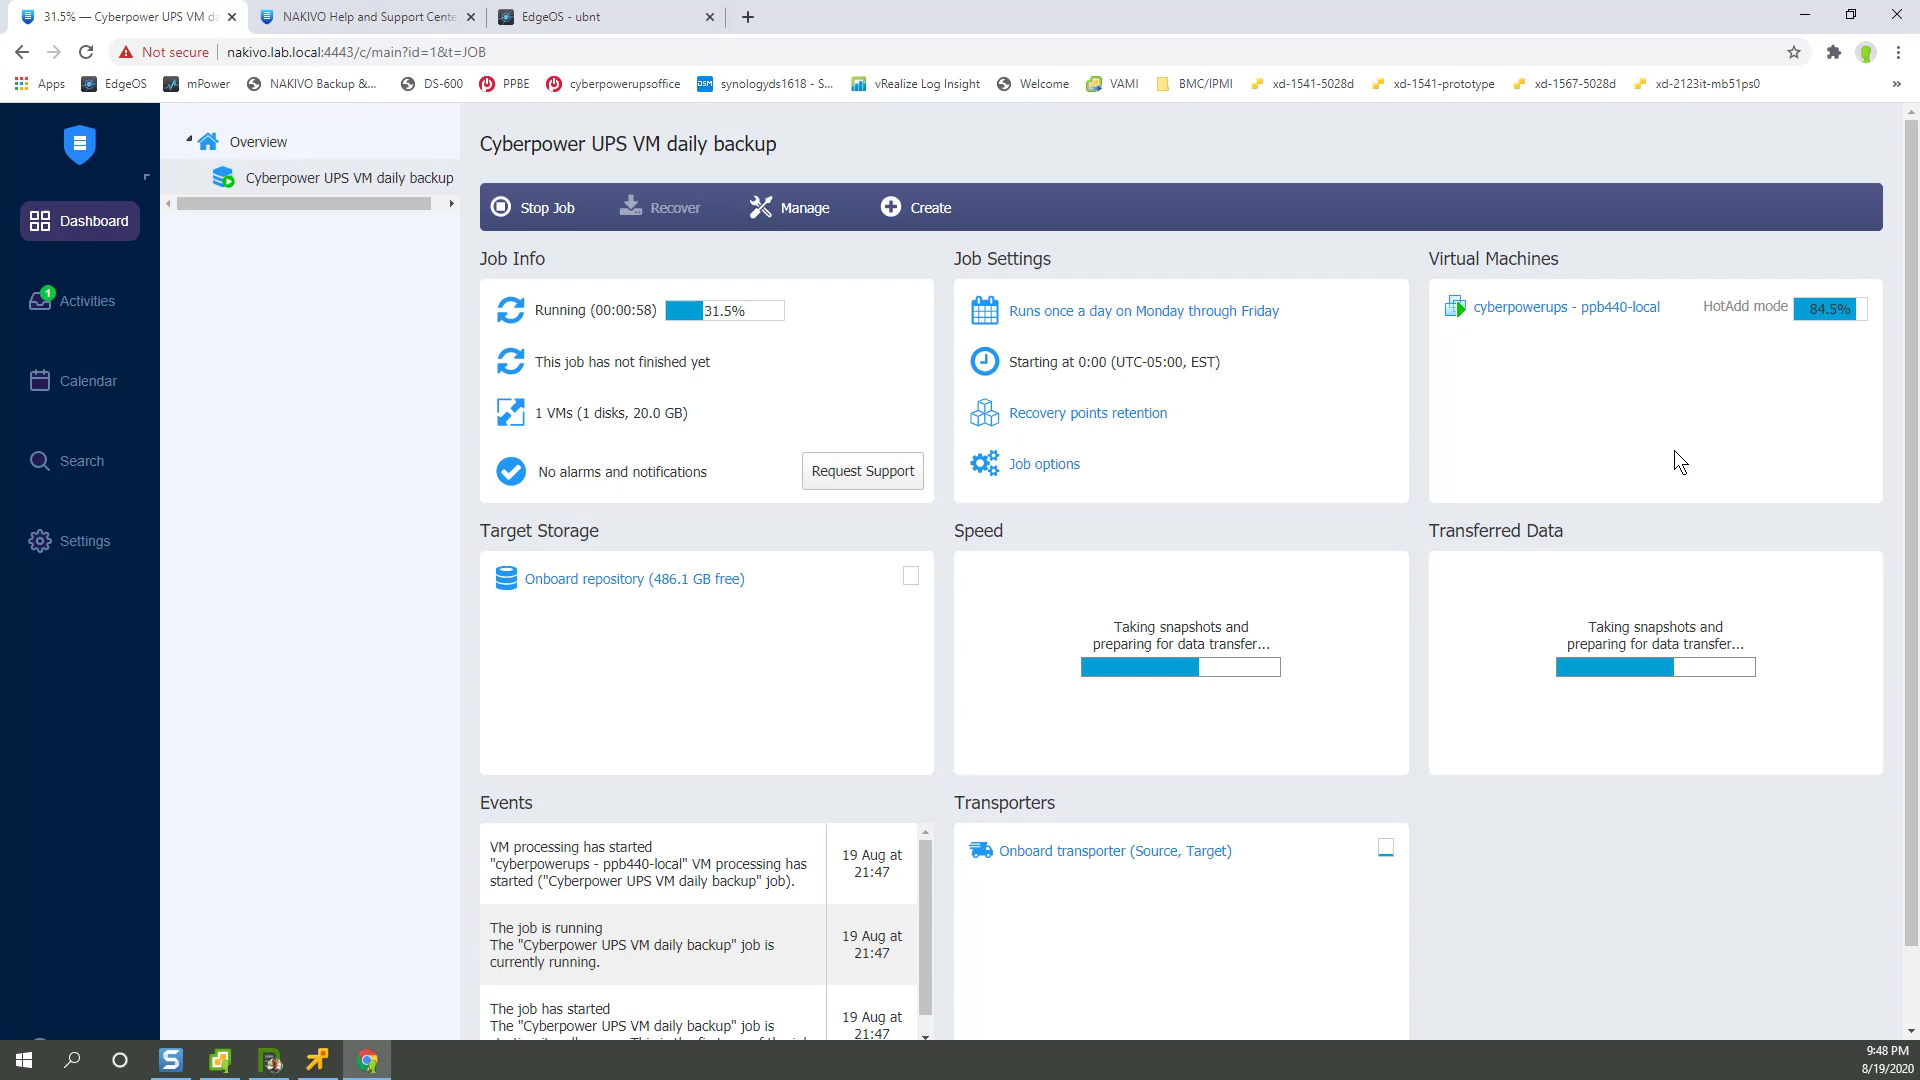 31.5% — Cyberpower UPS VM d
NAKIVO Help and Support Cent
EdgeOS - ubnt
Not secure
nakivo.lab.local:4443/c/main?id=1&t=JOB
Apps
EdgeOS
mPower
NAKIVO Backup &...
DS-600
PPBE
cyberpowerupsoffice
DSM
synologyds1618 - S...
vRealize Log Insight
Welcome
VAMI
BMC/IPMI
xd-1541-5028d
xd-1541-prototype
xd-1567-5028d
xd-2123it-mb51ps0
»
Dashboard
1
Activities
Calendar
Search
Settings
Overview
Cyberpower UPS VM daily backup
Cyberpower UPS VM daily backup
Stop Job
Recover
Manage
Create
Job Info
Running (00:00:58)
31.5%
This job has not finished yet
1 VMs (1 disks, 20.0 GB)
No alarms and notifications
Request Support
Job Settings
Runs once a day on Monday through Friday
Starting at 0:00 (UTC-05:00, EST)
Recovery points retention
Job options
Virtual Machines
cyberpowerups - ppb440-local
HotAdd mode
84.5%
Target Storage
Onboard repository (486.1 GB free)
Speed
Taking snapshots and
preparing for data transfer...
Transferred Data
Taking snapshots and
preparing for data transfer...
Events
VM processing has started
"cyberpowerups - ppb440-local" VM processing has
started ("Cyberpower UPS VM daily backup" job).
19 Aug at
21:47
The job is running
The "Cyberpower UPS VM daily backup" job is
currently running.
19 Aug at
21:47
The job has started
The "Cyberpower UPS VM daily backup" job is
19 Aug at
21:47
Transporters
Onboard transporter (Source, Target)
9:48 PM
8/19/2020